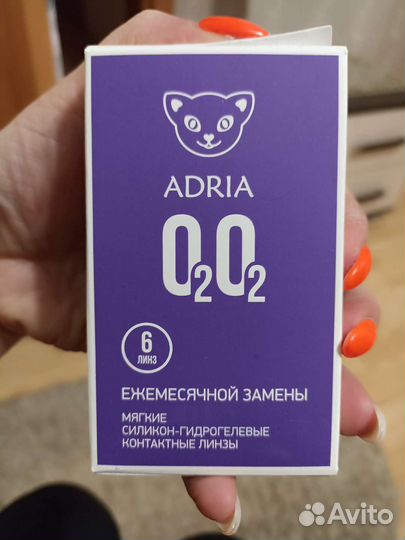 ADRIA
O2O2
6
ЛИНЗ
ЕЖЕМЕСЯЧНОЙ ЗАМЕНЫ
МЯГКИЕ
СИЛИКОН-ГИДРОГЕЛЕВЫЕ
КОНТАКТНЫЕ ЛИНЗЫ
Avito